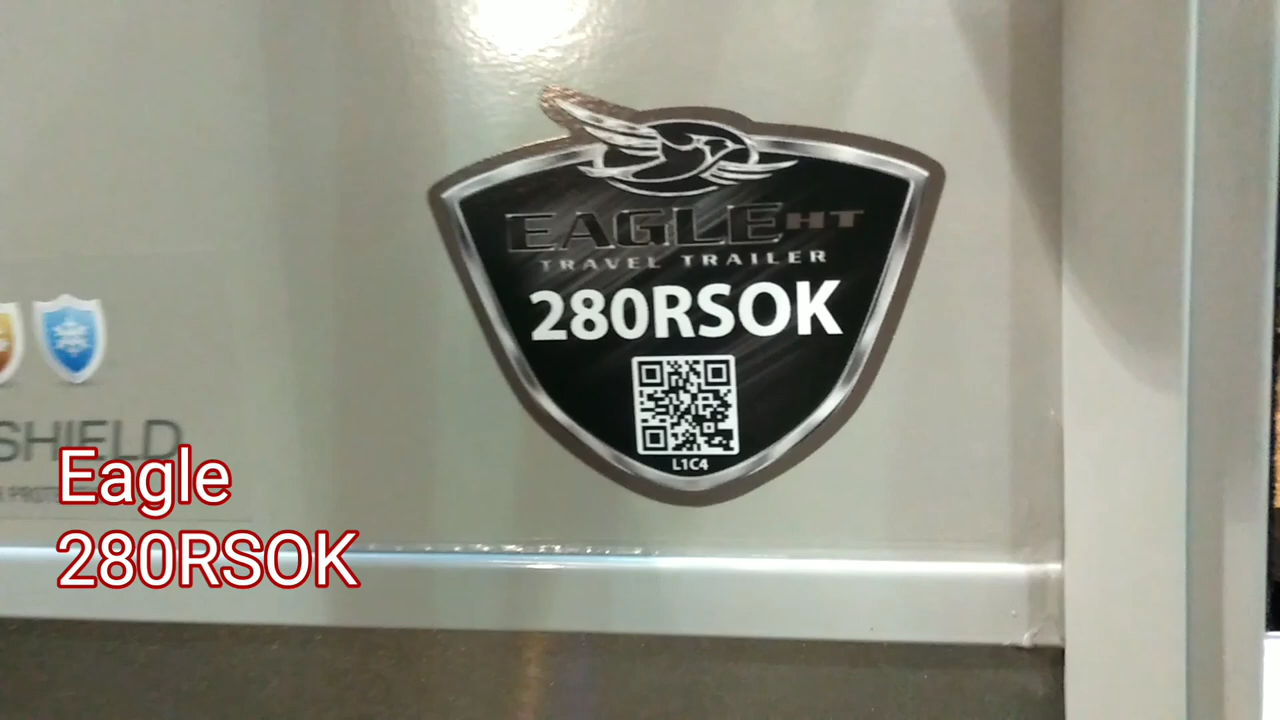 EAGLE HT
TRAVEL TRAILER
280RSOK
L1C4
SHIELD
Eagle
280RSOK